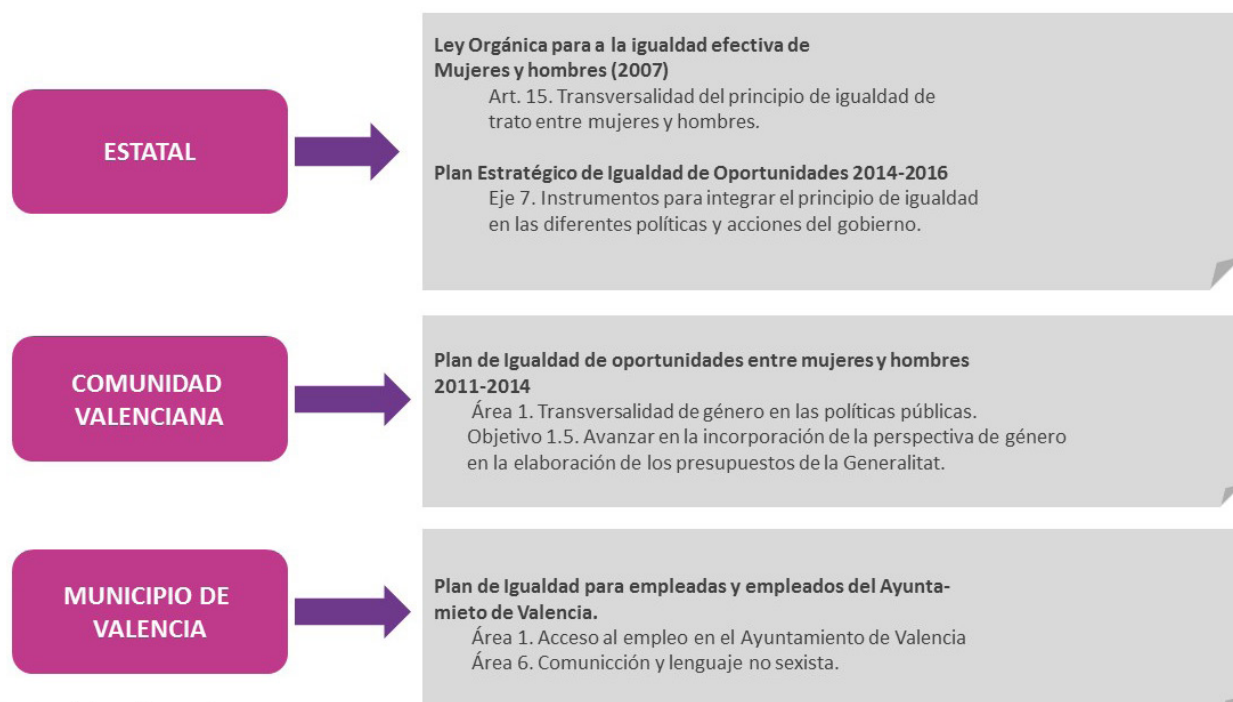 ESTATAL
Ley Orgánica para a la igualdad efectiva de
Mujeres y hombres (2007)
Art. 15. Transversalidad del principio de igualdad de
trato entre mujeres y hombres.
Plan Estratégico de Igualdad de Oportunidades 2014-2016
Eje 7. Instrumentos para integrar el principio de igualdad
en las diferentes políticas y acciones del gobierno.
COMUNIDAD
VALENCIANA
Plan de Igualdad de oportunidades entre mujeres y hombres
2011-2014
Área 1. Transversalidad de género en las políticas públicas.
Objetivo 1.5. Avanzar en la incorporación de la perspectiva de género
en la elaboración de los presupuestos de la Generalitat.
MUNICIPIO DE
VALENCIA
Plan de Igualdad para empleadas y empleados del Ayunta-
mieto de Valencia.
Área 1. Acceso al empleo en el Ayuntamiento de Valencia
Área 6. Comunicción y lenguaje no sexista.